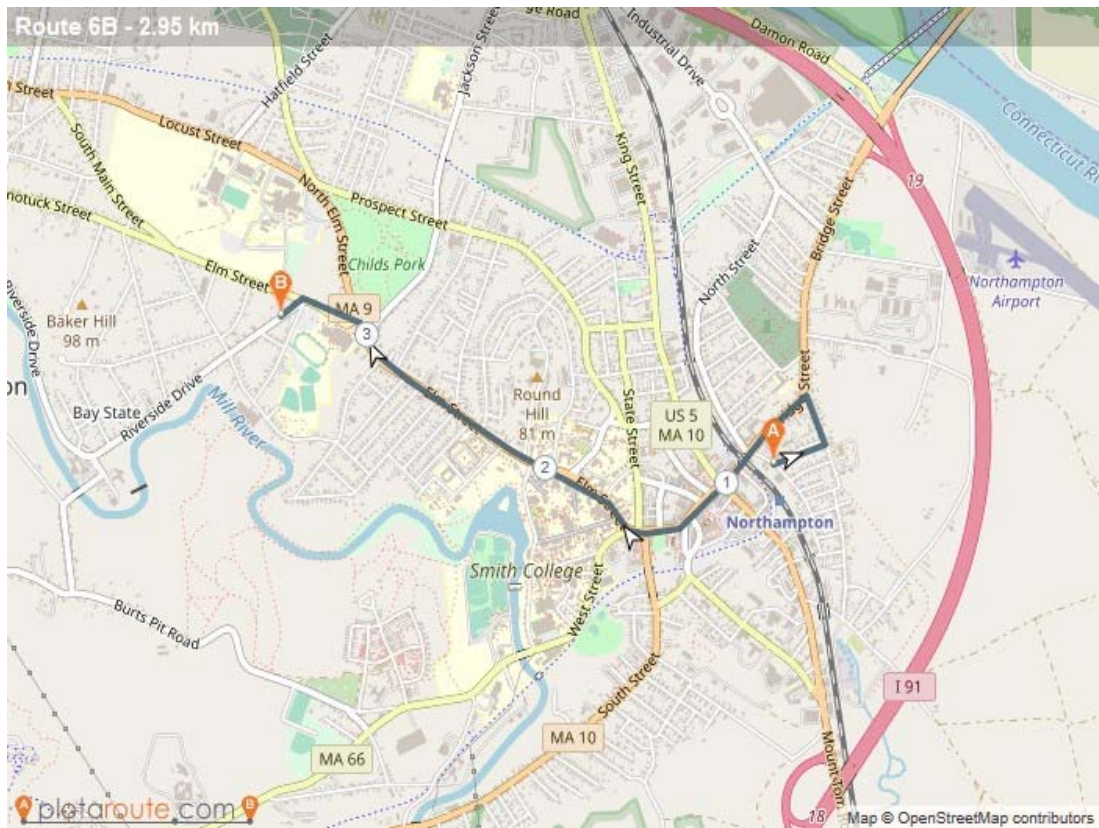 Route 6B - 2.95 km
Hatfield Street
Jackson Street
Industrial Drive
Damon Road
Connecticut
19
Locust Street
South Main Street
North Elm Street
Prospect Street
King Street
North Street
Bridge Street
Northampton
Airport
Childs Park
Elm Street
B
MA 9
3
Baker Hill
98 m
Riverside Drive
Bay State
Riverside Drive
Mill River
Elm Street
Round
Hill
81 m
State Street
US 5
MA 10
A
Street
1
2
Elm Street
Northampton
Smith College
West Street
Burts Pit Road
South Street
I 91
MA 10
MA 66
Mount Tom
18
A plotaroute.com B
Map © OpenStreetMap contributors